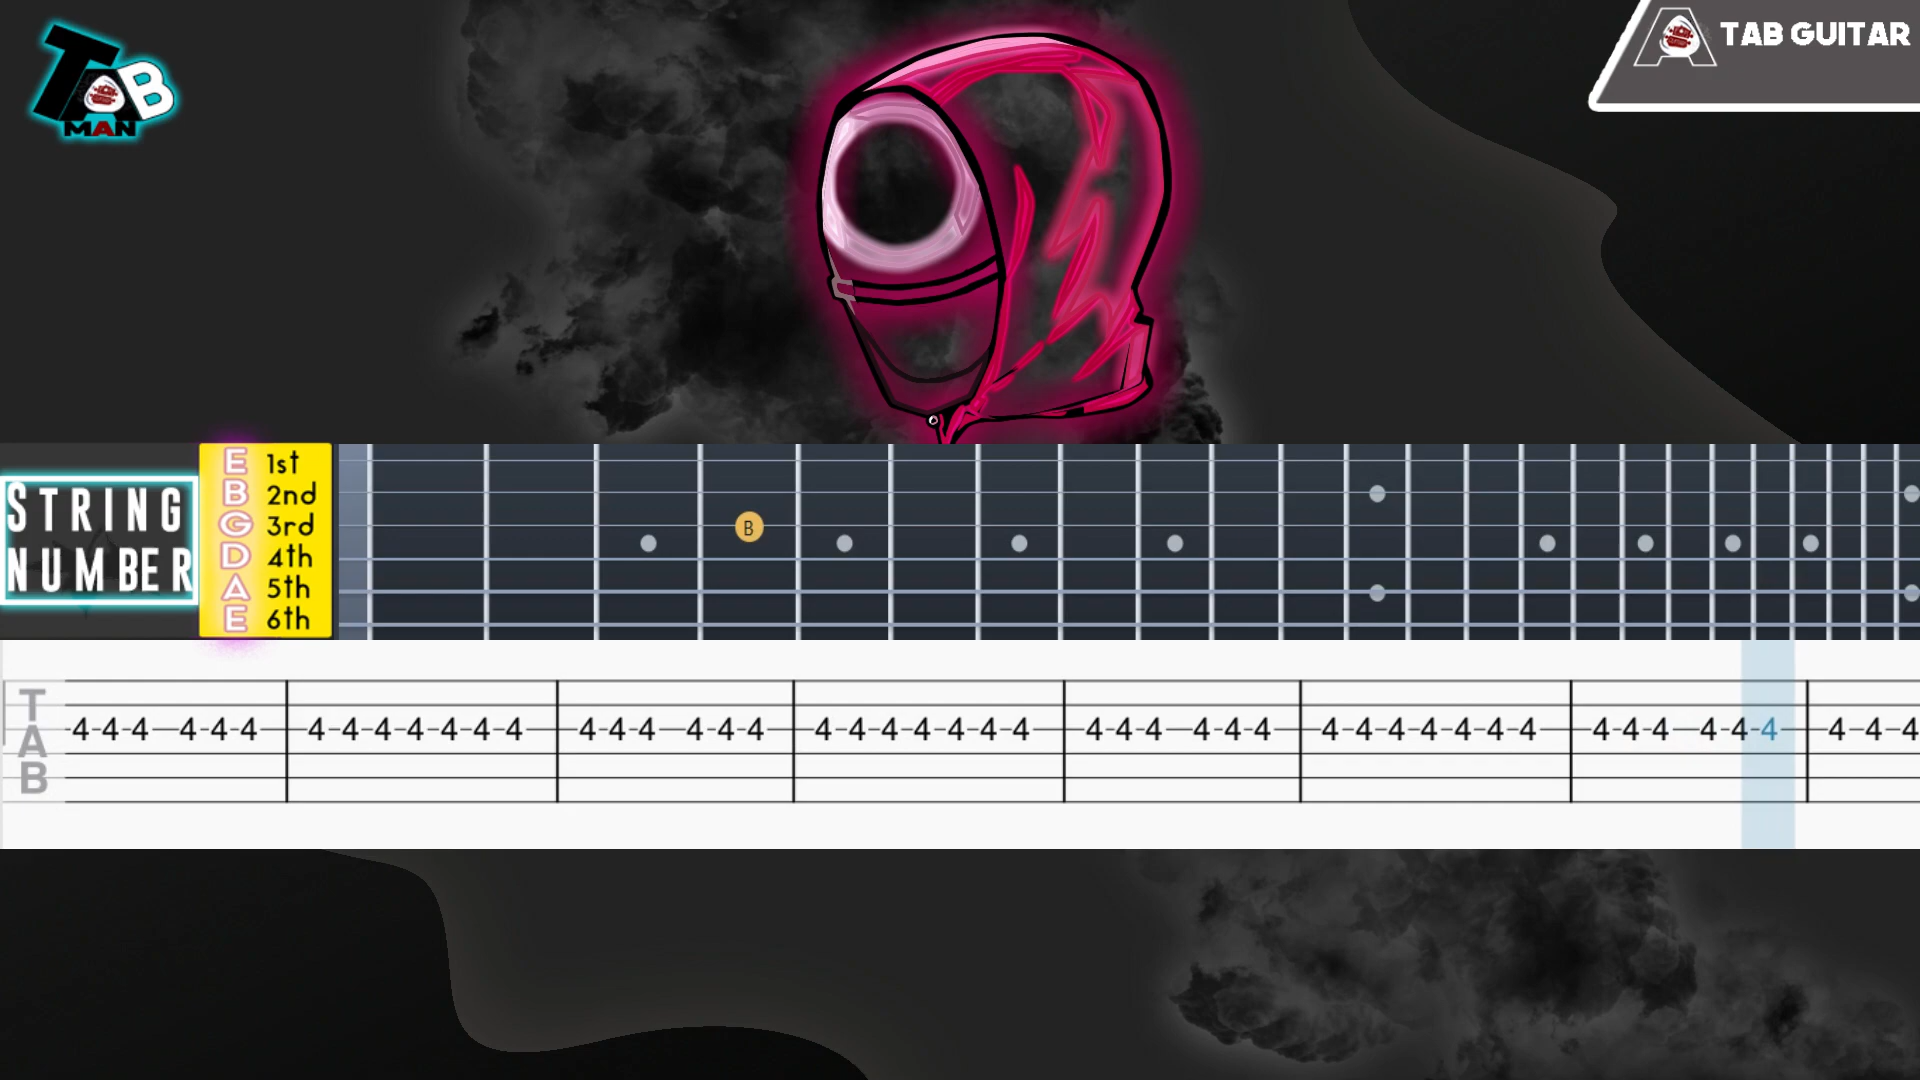 TAB
MAN
TAB GUITAR
STRING
NUMBER
E 1st
B 2nd
G 3rd
D 4th
A 5th
E 6th
B
T
A
B
4-4-4—4-4-4 4-4-4-4-4-4-4 4-4-4—4-4-4 4-4-4-4-4-4-4 4-4-4—4-4-4 4-4-4-4-4-4-4 4-4-4—4-4-4 4-4-4